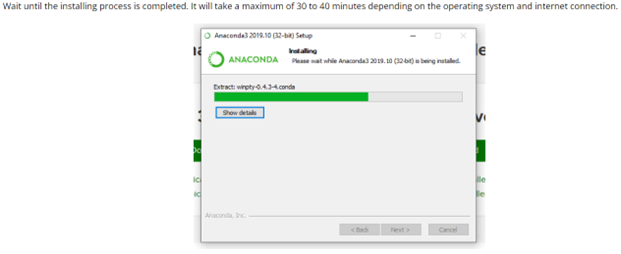 Wait until the installing process is completed. It will take a maximum of 30 to 40 minutes depending on the operating system and internet connection.
Anaconda3 2019.10 (32-bit) Setup
Installing
ANACONDA
Please wait while Anaconda3 2019.10 (32-bit) is being installed.
Extract: winpty-0.4.3-4.conda
Show details
Anaconda, Inc.
< Back
Next >
Cancel